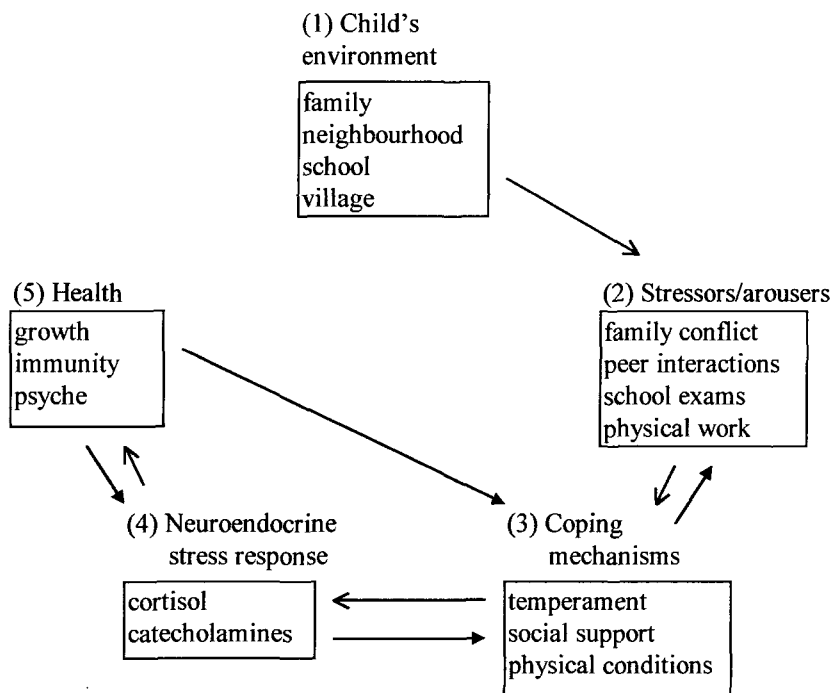 (1) Child's
environment
family
neighbourhood
school
village
(5) Health
growth
immunity
psyche
(2) Stressors/arousers
family conflict
peer interactions
school exams
physical work
(4) Neuroendocrine
stress response
cortisol
catecholamines
(3) Coping
mechanisms
temperament
social support
physical conditions